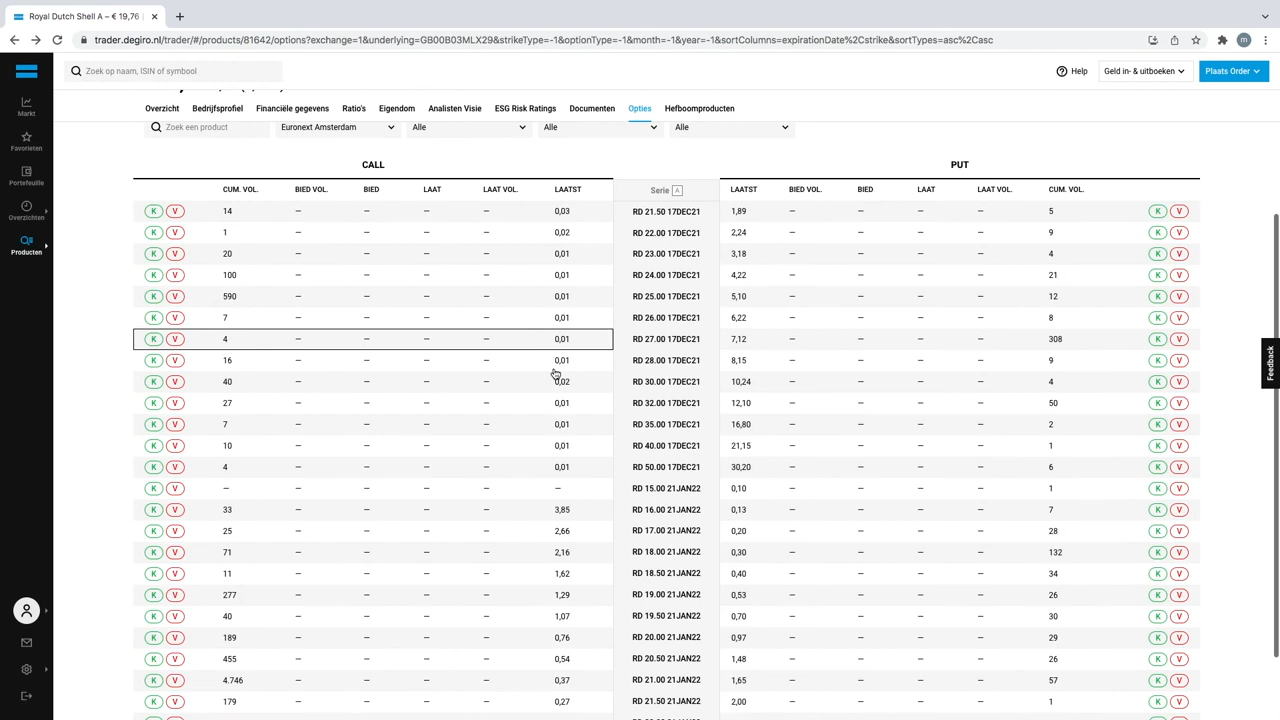 Royal Dutch Shell A – € 19,76
trader.degiro.nl/trader/#/products/81642/options?exchange=1&underlying=GB00B03MLX29&strikeType=-1&optionType=-1&month=-1&year=-1&sortColumns=expirationDate%2Cstrike&sortTypes=asc%2Casc
m
Zoek op naam, ISIN of symbool
Help
Geld in- & uitboeken
Plaats Order
Markt
Favorieten
Portefeuille
Overzichten
Producten
Overzicht Bedrijfsprofiel Financiële gegevens Ratio's Eigendom Analisten Visie ESG Risk Ratings Documenten Opties Hefboomproducten
Zoek een product Euronext Amsterdam Alle Alle Alle
CALL PUT
CUM. VOL. BIED VOL. BIED LAAT LAAT VOL. LAATST Serie A LAATST BIED VOL. BIED LAAT LAAT VOL. CUM. VOL.
K V 14 – – – – 0,03 RD 21.50 17DEC21 1,89 – – – – 5 K V
K V 1 – – – – 0,02 RD 22.00 17DEC21 2,24 – – – – 9 K V
K V 20 – – – – 0,01 RD 23.00 17DEC21 3,18 – – – – 4 K V
K V 100 – – – – 0,01 RD 24.00 17DEC21 4,22 – – – – 21 K V
K V 590 – – – – 0,01 RD 25.00 17DEC21 5,10 – – – – 12 K V
K V 7 – – – – 0,01 RD 26.00 17DEC21 6,22 – – – – 8 K V
K V 4 – – – – 0,01 RD 27.00 17DEC21 7,12 – – – – 308 K V
K V 16 – – – – 0,01 RD 28.00 17DEC21 8,15 – – – – 9 K V
K V 40 – – – – 0,02 RD 30.00 17DEC21 10,24 – – – – 4 K V
K V 27 – – – – 0,01 RD 32.00 17DEC21 12,10 – – – – 50 K V
K V 7 – – – – 0,01 RD 35.00 17DEC21 16,80 – – – – 2 K V
K V 10 – – – – 0,01 RD 40.00 17DEC21 21,15 – – – – 1 K V
K V 4 – – – – 0,01 RD 50.00 17DEC21 30,20 – – – – 6 K V
K V – – – – – – RD 15.00 21JAN22 0,10 – – – – 1 K V
K V 33 – – – – 3,85 RD 16.00 21JAN22 0,13 – – – – 7 K V
K V 25 – – – – 2,66 RD 17.00 21JAN22 0,20 – – – – 28 K V
K V 71 – – – – 2,16 RD 18.00 21JAN22 0,30 – – – – 132 K V
K V 11 – – – – 1,62 RD 18.50 21JAN22 0,40 – – – – 34 K V
K V 277 – – – – 1,29 RD 19.00 21JAN22 0,53 – – – – 26 K V
K V 40 – – – – 1,07 RD 19.50 21JAN22 0,70 – – – – 30 K V
K V 189 – – – – 0,76 RD 20.00 21JAN22 0,97 – – – – 29 K V
K V 455 – – – – 0,54 RD 20.50 21JAN22 1,48 – – – – 26 K V
K V 4.746 – – – – 0,37 RD 21.00 21JAN22 1,65 – – – – 57 K V
K V 179 – – – – 0,27 RD 21.50 21JAN22 2,00 – – – – 1 K V
Feedback